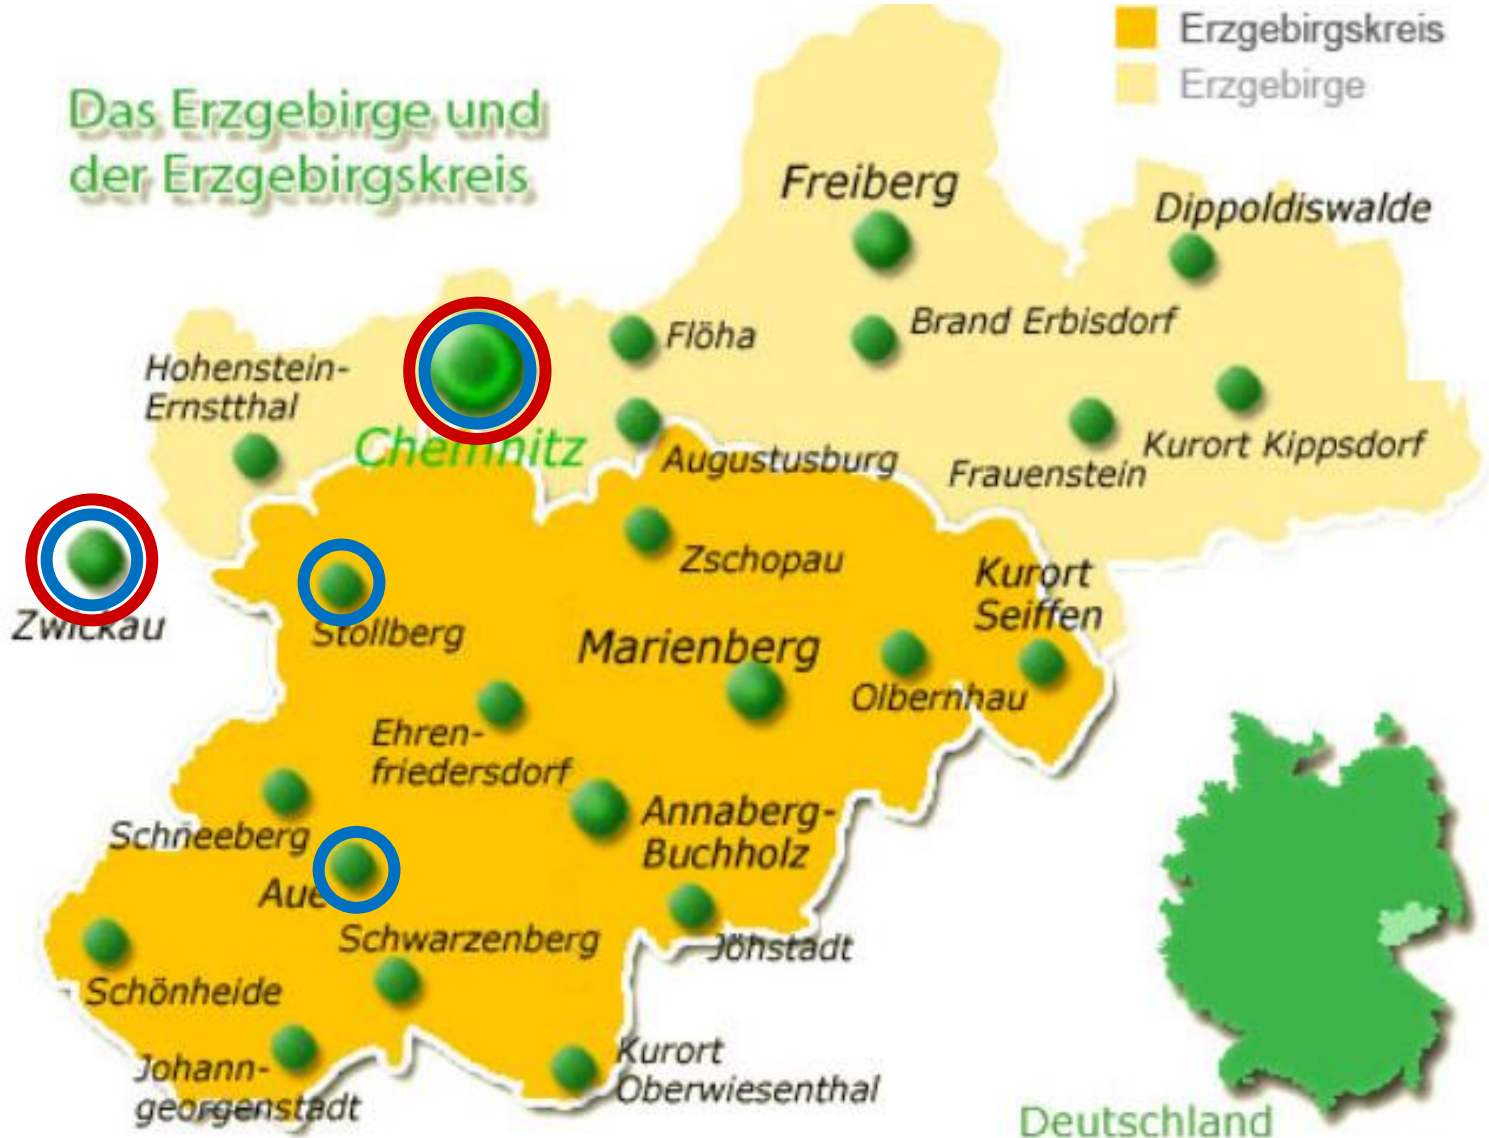 Erzgebirgskreis
Erzgebirge
Das Erzgebirge und
der Erzgebirgskreis
Freiberg
Dippoldiswalde
Brand Erbisdorf
Flöha
Hohenstein-
Ernstthal
Chemnitz
Augustusburg
Kurort Kippsdorf
Frauenstein
Zschopau
Kurort
Seiffen
Zwickau
Stollberg
Marienberg
Olbernhau
Ehren-
friedersdorf
Annaberg-
Buchholz
Schneeberg
Aue
Schwarzenberg
Jöhstadt
Schönheide
Kurort
Oberwiesenthal
Johann-
georgenstadt
Deutschland